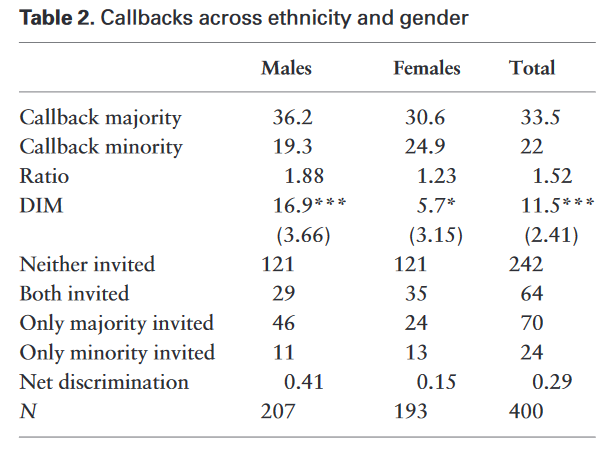 Table 2. Callbacks across ethnicity and gender
Males Females Total
Callback majority 36.2 30.6 33.5
Callback minority 19.3 24.9 22
Ratio 1.88 1.23 1.52
DIM 16.9*** 5.7* 11.5***
(3.66) (3.15) (2.41)
Neither invited 121 121 242
Both invited 29 35 64
Only majority invited 46 24 70
Only minority invited 11 13 24
Net discrimination 0.41 0.15 0.29
N 207 193 400